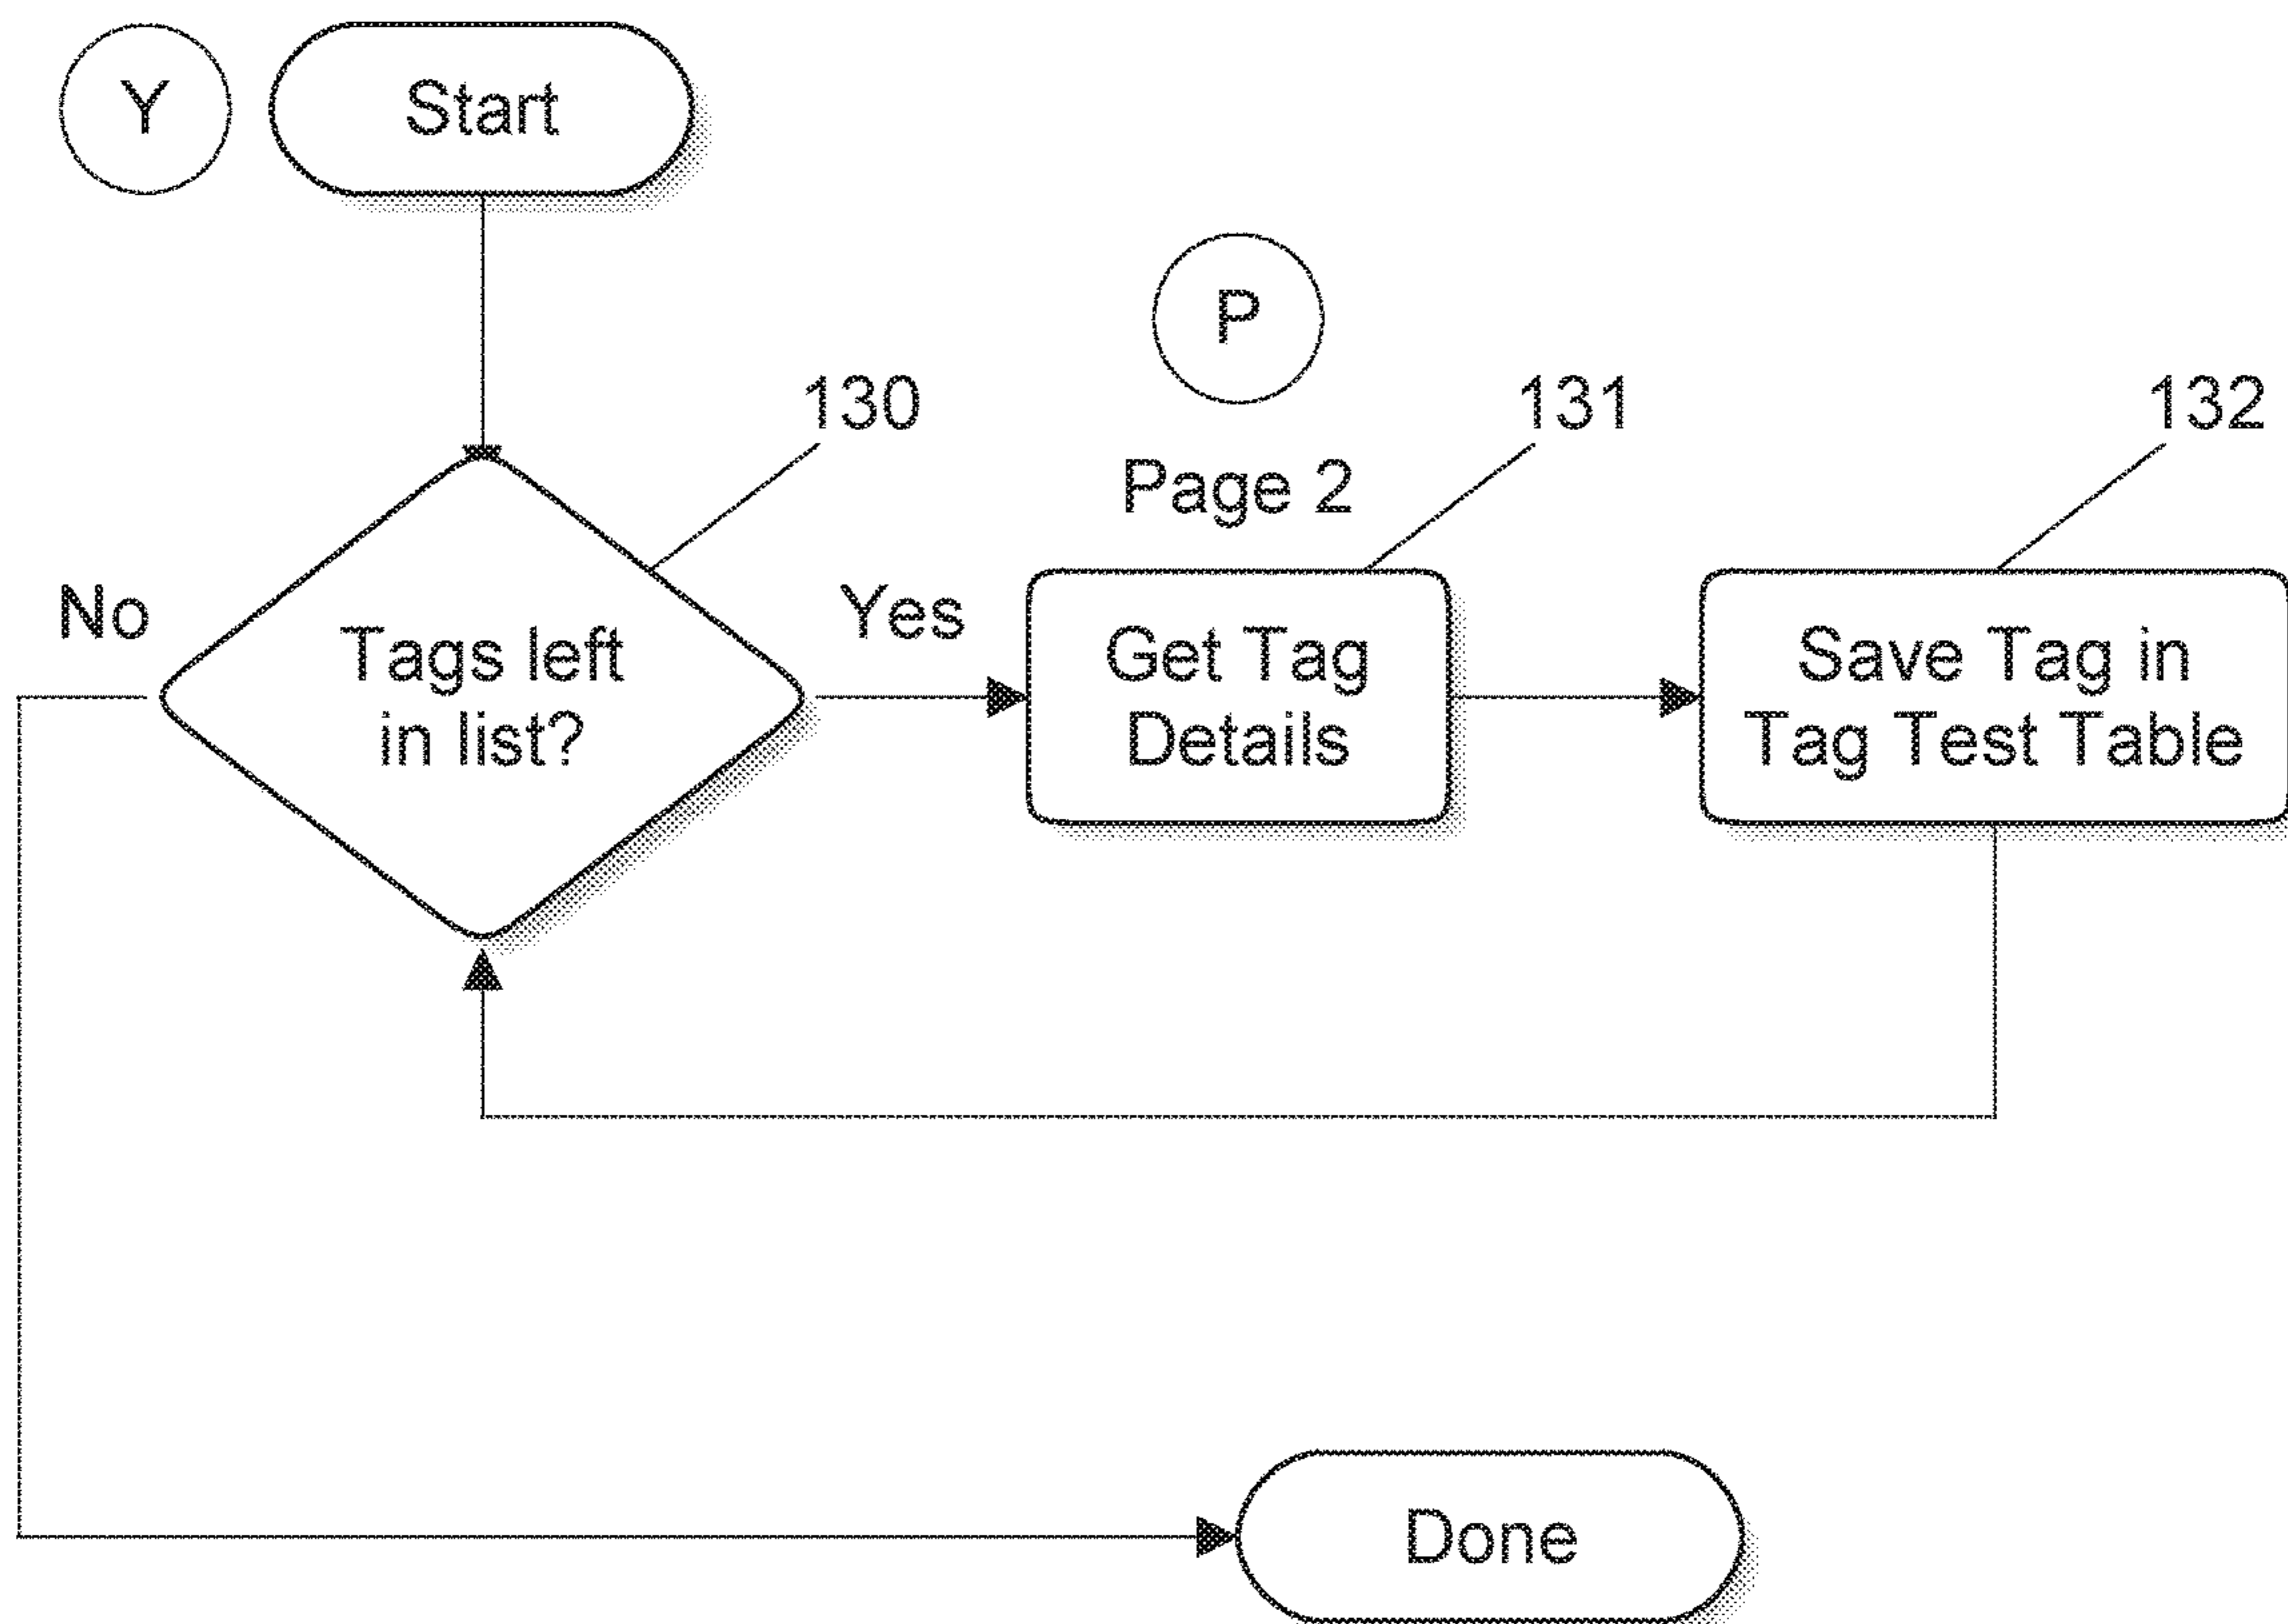 Y
Start
P
130
131
132
Page 2
No
Yes
Tags left
in list?
Get Tag
Details
Save Tag in
Tag Test Table
Done